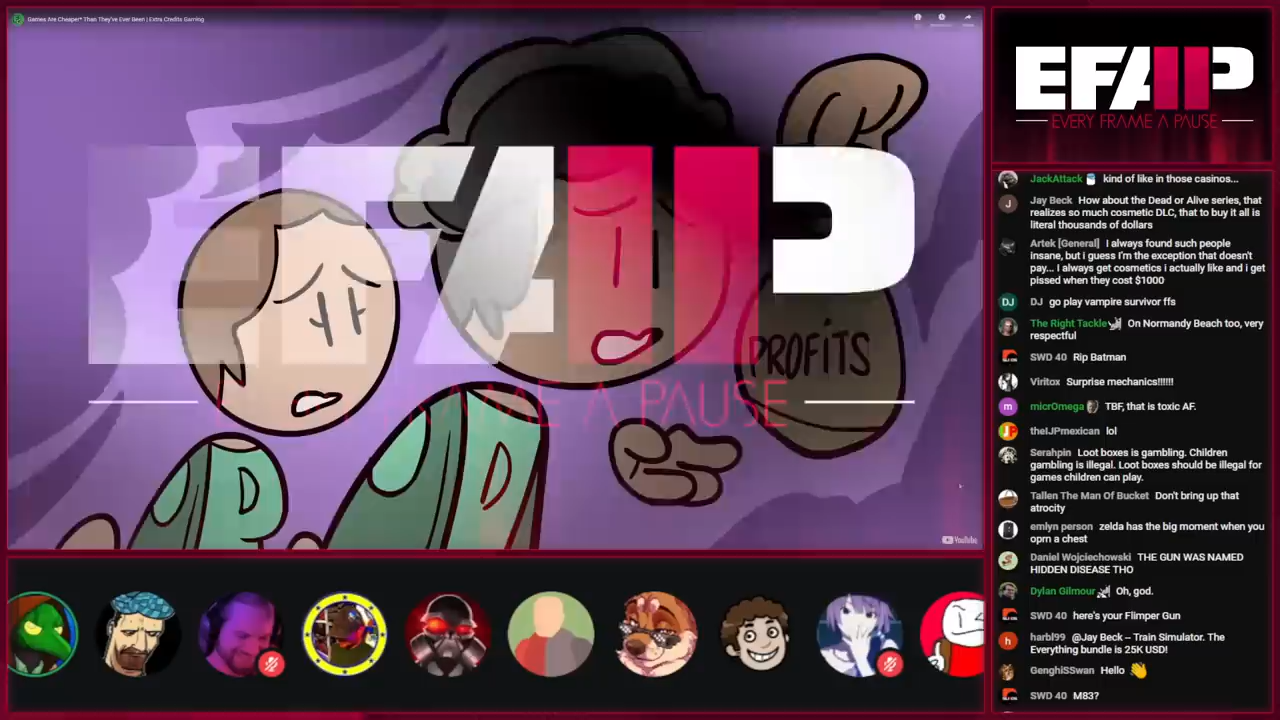 Games Are Cheaper* Than They've Ever Been | Extra Credits Gaming
EFAP
FRAME A PAUSE
PROFITS
D
D
YouTube
EFAP
EVERY FRAME A PAUSE
JackAttack kind of like in those casinos...
Jay Beck How about the Dead or Alive series, that
realizes so much cosmetic DLC, that to buy it all is
literal thousands of dollars
Artek [General] I always found such people
insane, but i guess I'm the exception that doesn't
pay... I always get cosmetics i actually like and i get
pissed when they cost $1000
DJ
DJ go play vampire survivor ffs
The Right Tackle On Normandy Beach too, very
respectful
SWD 40 Rip Batman
Viritox Surprise mechanics!!!!!!
micrOmega TBF, that is toxic AF.
theIJPmexican lol
Serahpin Loot boxes is gambling. Children
gambling is illegal. Loot boxes should be illegal for
games children can play.
Tallen The Man Of Bucket Don't bring up that
atrocity
emlyn person zelda has the big moment when you
oprn a chest
Daniel Wojciechowski THE GUN WAS NAMED
HIDDEN DISEASE THO
Dylan Gilmour Oh, god.
SWD 40 here's your Flimper Gun
harbl99 @Jay Beck -- Train Simulator. The
Everything bundle is 25K USD!
GenghiSSwan Hello 👋
SWD 40 M83?